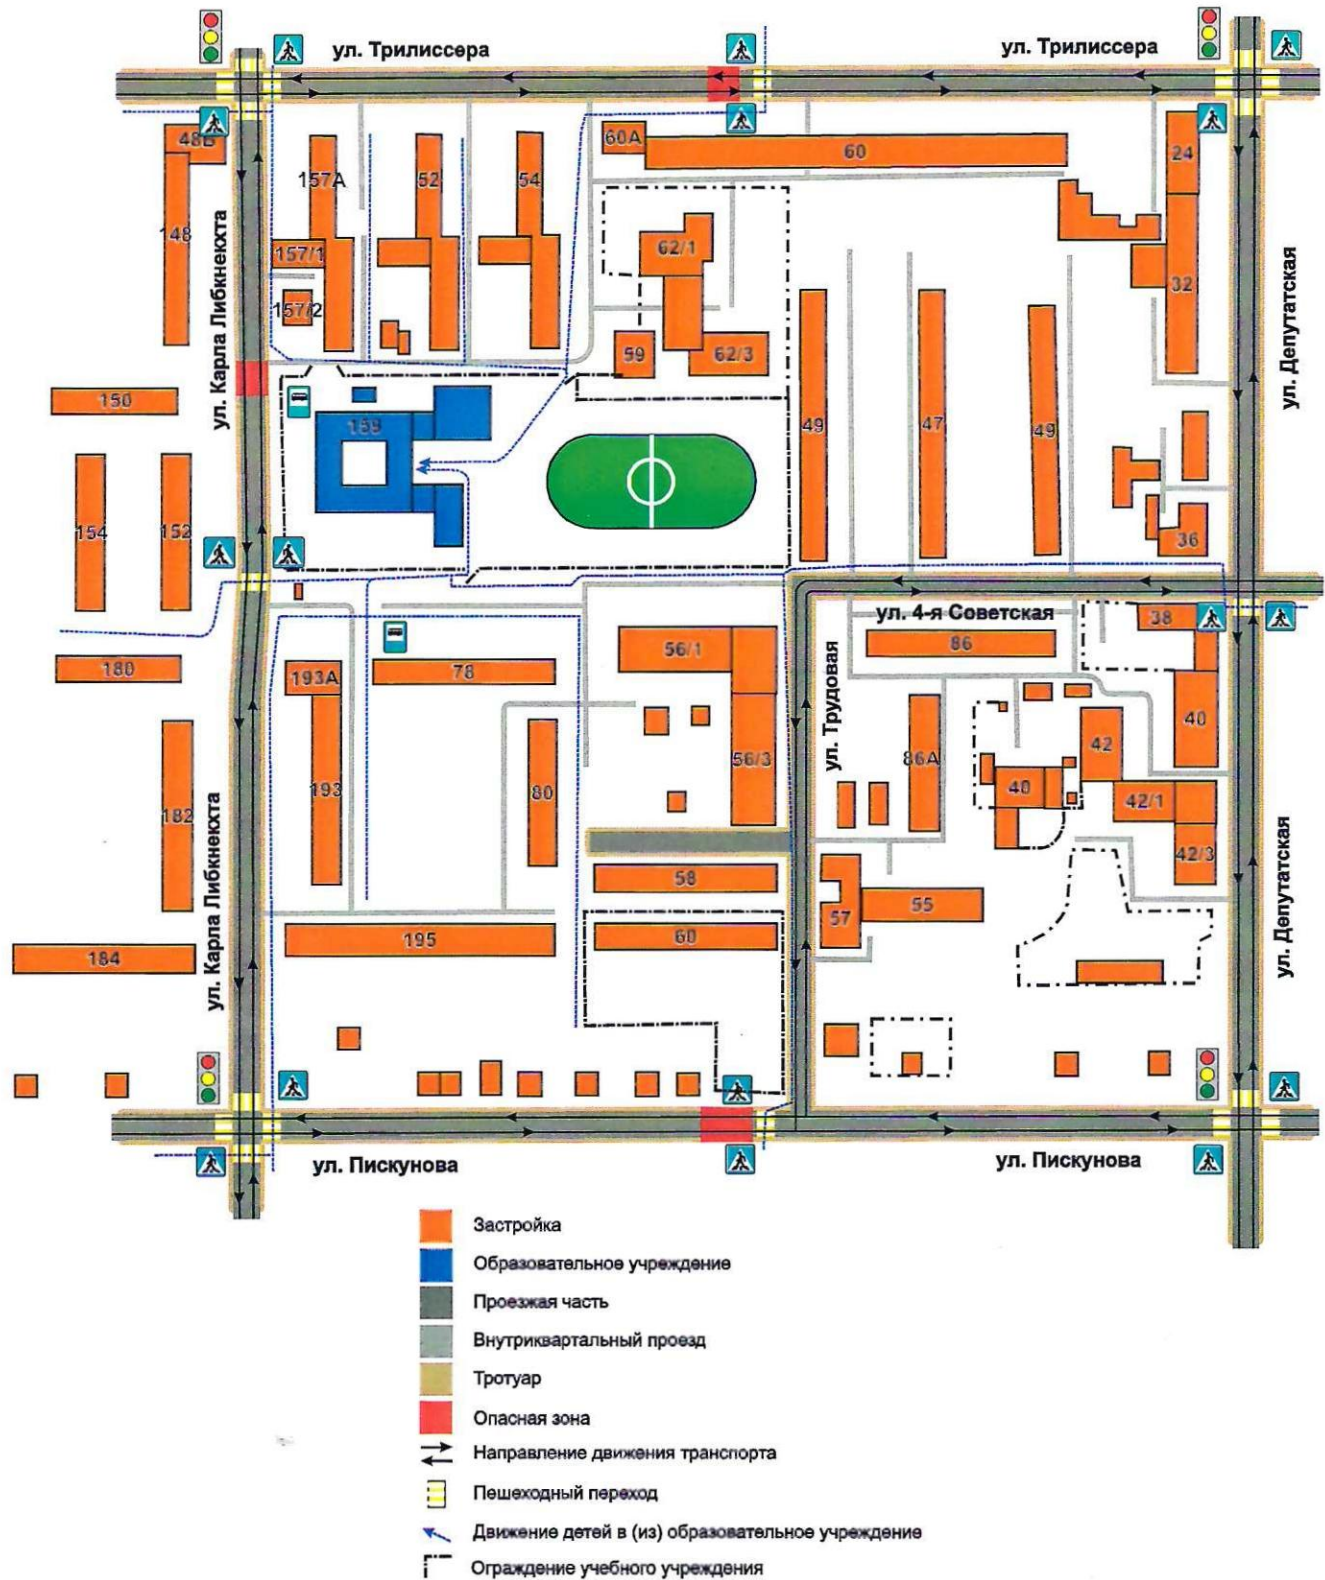 ул. Трилиссера
ул. Трилиссера
48Б
148
157А
52
54
60А
60
24
157/1
157/2
62/1
59
62/3
32
ул. Карла Либкнехта
ул. Депутатская
150
159
49
47
49
154
152
36
ул. 4-я Советская
38
180
193А
78
56/1
86
ул. Трудовая
40
42
193
80
56/3
86А
40
42/1
182
42/3
58
57
55
ул. Карла Либкнехта
ул. Депутатская
195
60
184
ул. Пискунова
ул. Пискунова
Застройка
Образовательное учреждение
Проезжая часть
Внутриквартальный проезд
Тротуар
Опасная зона
Направление движения транспорта
Пешеходный переход
Движение детей в (из) образовательное учреждение
Ограждение учебного учреждения